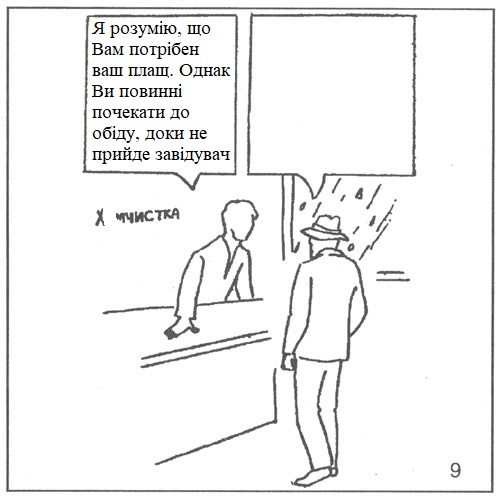 Я розумію, що
Вам потрібен
ваш плащ. Однак
Ви повинні
почекати до
обіду, доки не
прийде завідувач
ЧИСТКА
9